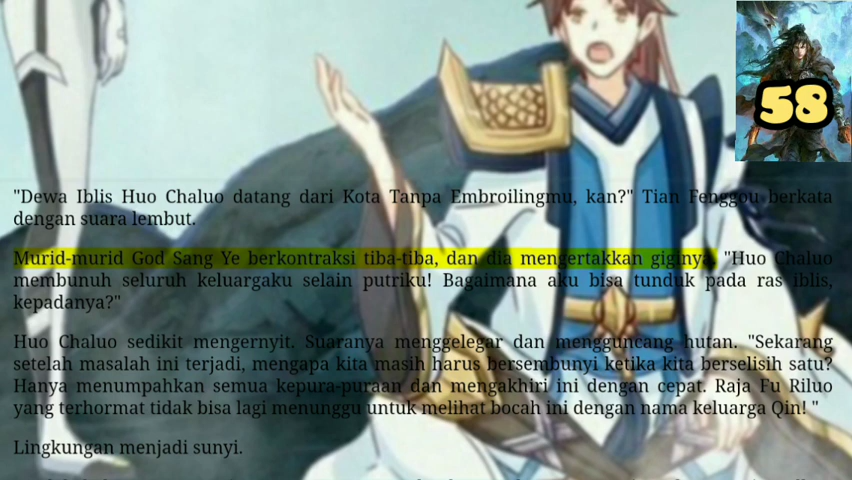 58
"Dewa Iblis Huo Chaluo datang dari Kota Tanpa Embroilingmu, kan?" Tian Fenggou berkata
dengan suara lembut.
Murid-murid God Sang Ye berkontraksi tiba-tiba, dan dia mengertakkan giginya, "Huo Chaluo
membunuh seluruh keluargaku selain putriku! Bagaimana aku bisa tunduk pada ras iblis,
kepadanya?"
Huo Chaluo sedikit mengernyit. Suaranya menggelegar dan mengguncang hutan. "Sekarang
setelah masalah ini terjadi, mengapa kita masih harus bersembunyi ketika kita berselisih satu?
Hanya menumpahkan semua kepura-puraan dan mengakhiri ini dengan cepat. Raja Fu Riluo
yang terhormat tidak bisa lagi menunggu untuk melihat bocah ini dengan nama keluarga Qin! "
Lingkungan menjadi sunyi.